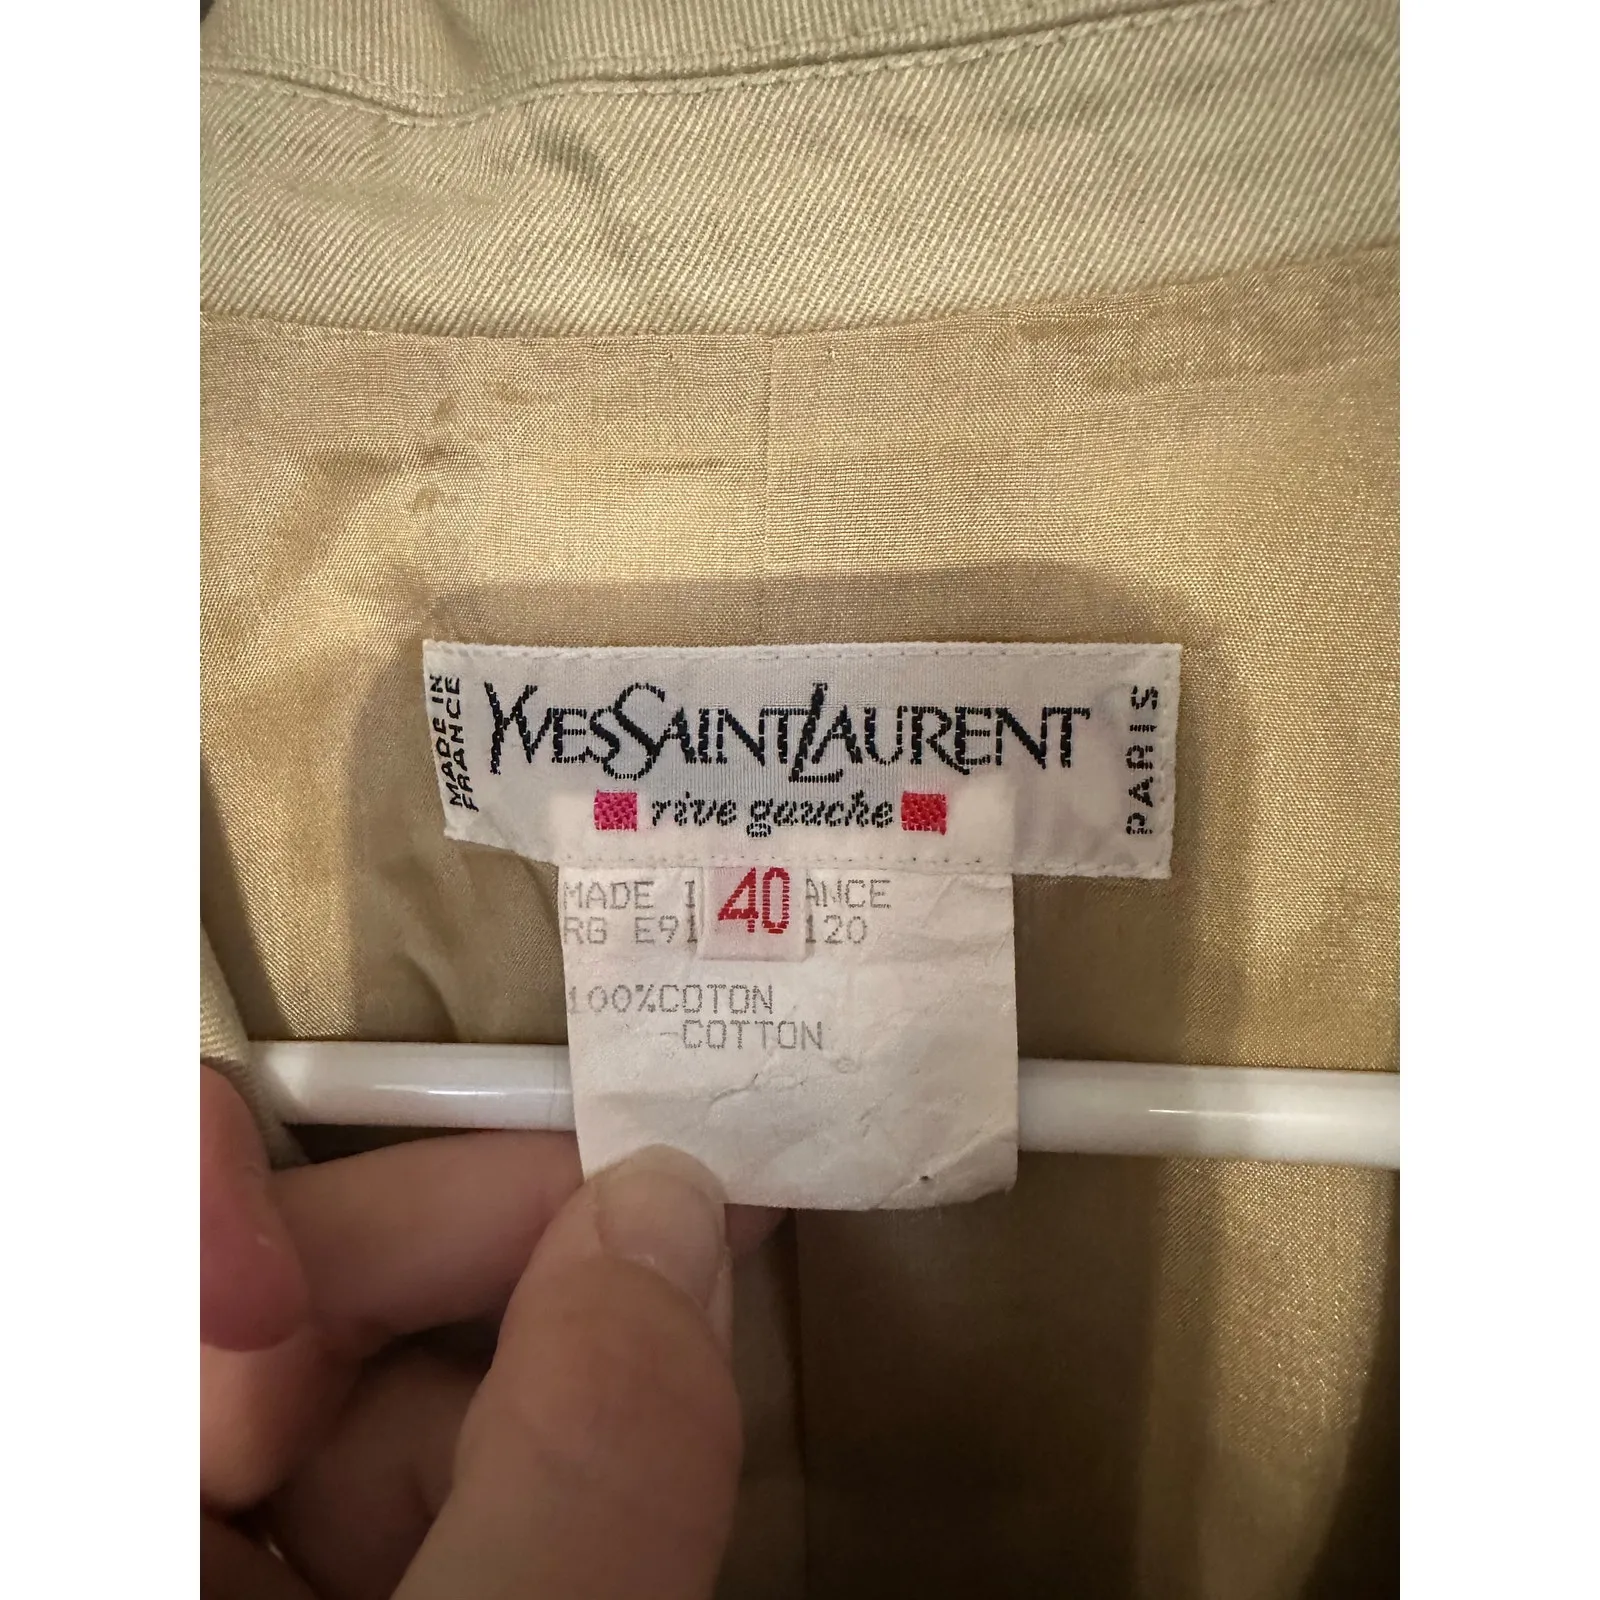 MADE IN
FRANCE
YVESSAINTLAURENT
rive gauche
PARIS
40
MADE I ANCE
RG E91 120
100%COTON
-COTTON